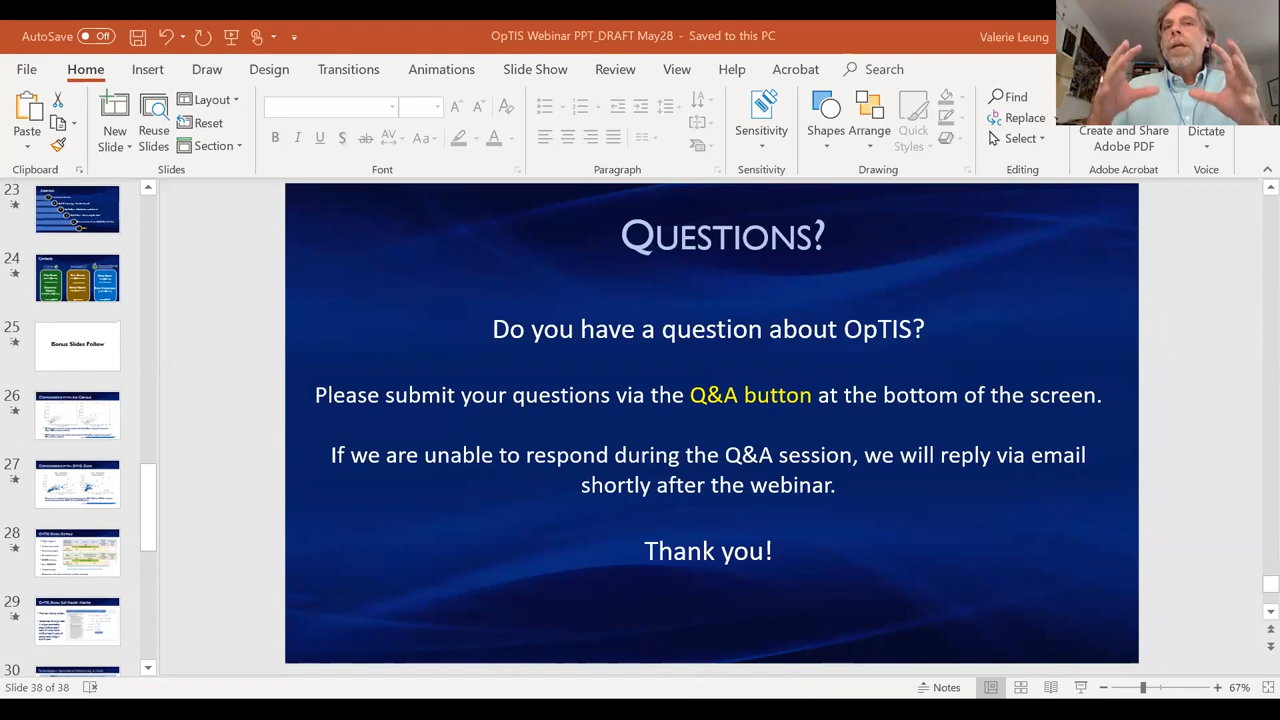 AutoSave Off
OpTIS Webinar PPT_DRAFT May28 - Saved to this PC
Valerie Leung
File Home Insert Draw Design Transitions Animations Slide Show Review View Help Acrobat Search
Paste
New Slide
Reuse Slides
Layout
Reset
Section
B I U S ab AV Aa A
Sensitivity
Shapes
Arrange
Quick Styles
Find
Replace
Select
Create and Share Adobe PDF
Dictate
Clipboard Slides Font Paragraph Sensitivity Drawing Editing Adobe Acrobat Voice
23
24
Contacts
25
Bonus Slides Follow
26
27
28
29
30
QUESTIONS?
Do you have a question about OpTIS?
Please submit your questions via the Q&A button at the bottom of the screen.
If we are unable to respond during the Q&A session, we will reply via email
shortly after the webinar.
Thank you!
Slide 38 of 38
Notes
67%